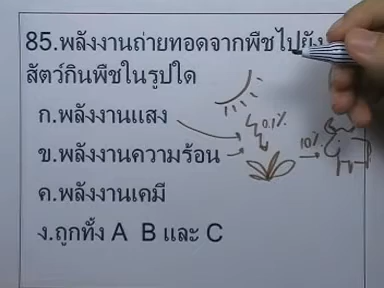 85.พลังงานถ่ายทอดจากพืชไปยัง
สัตว์กินพืชในรูปใด
ก.พลังงานแสง
ข.พลังงานความร้อน
ค.พลังงานเคมี
ง.ถูกทั้ง A B และ C
0.1%
10%